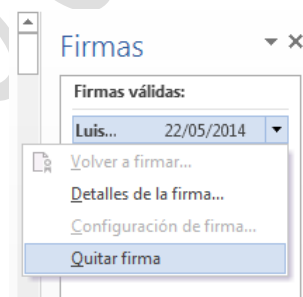 Firmas
Firmas válidas:
Luis... 22/05/2014
Volver a firmar...
Detalles de la firma...
Configuración de firma...
Quitar firma